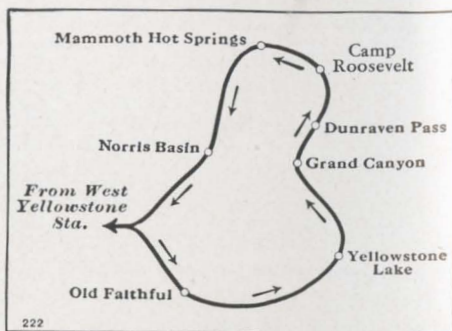 Mammoth Hot Springs
Camp
Roosevelt
Dunraven Pass
Norris Basin
Grand Canyon
From West
Yellowstone
Sta.
Yellowstone
Lake
Old Faithful
222